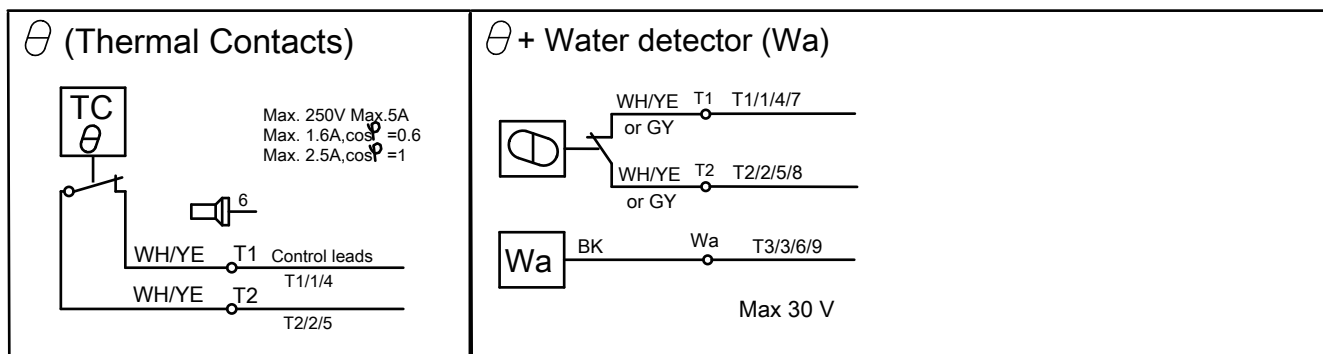 θ (Thermal Contacts)
TC
θ
Max. 250V Max.5A
Max. 1.6A,cosφ =0.6
Max. 2.5A,cosφ =1
6
WH/YE T1 Control leads
T1/1/4
WH/YE T2
T2/2/5
θ + Water detector (Wa)
WH/YE T1 T1/1/4/7
or GY
θ
WH/YE T2 T2/2/5/8
or GY
Wa BK Wa T3/3/6/9
Max 30 V